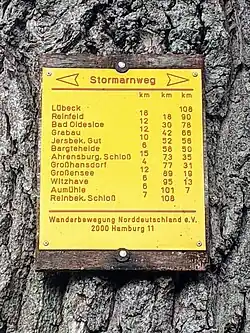 Stormarnweg
km km
Lübeck 108
18
Reinfeld 18 90
12
Bad Oldesloe 30 78
12
Grabau 42 66
10
Jersbek, Gut 52 56
6
Bargteheide 58 50
15
Ahrensburg, Schloß 73 35
4
Großhansdorf 77 31
12
Großensee 89 19
6
Witzhave 95 13
6
Aumühle 101 7
7
Reinbek, Schloß 108
Wanderbewegung Norddeutschland e.V.
2000 Hamburg 11